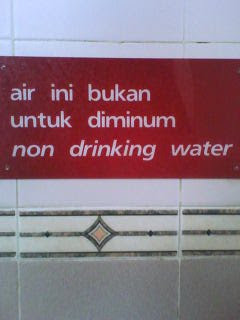 air ini bukan
untuk diminum
non drinking water